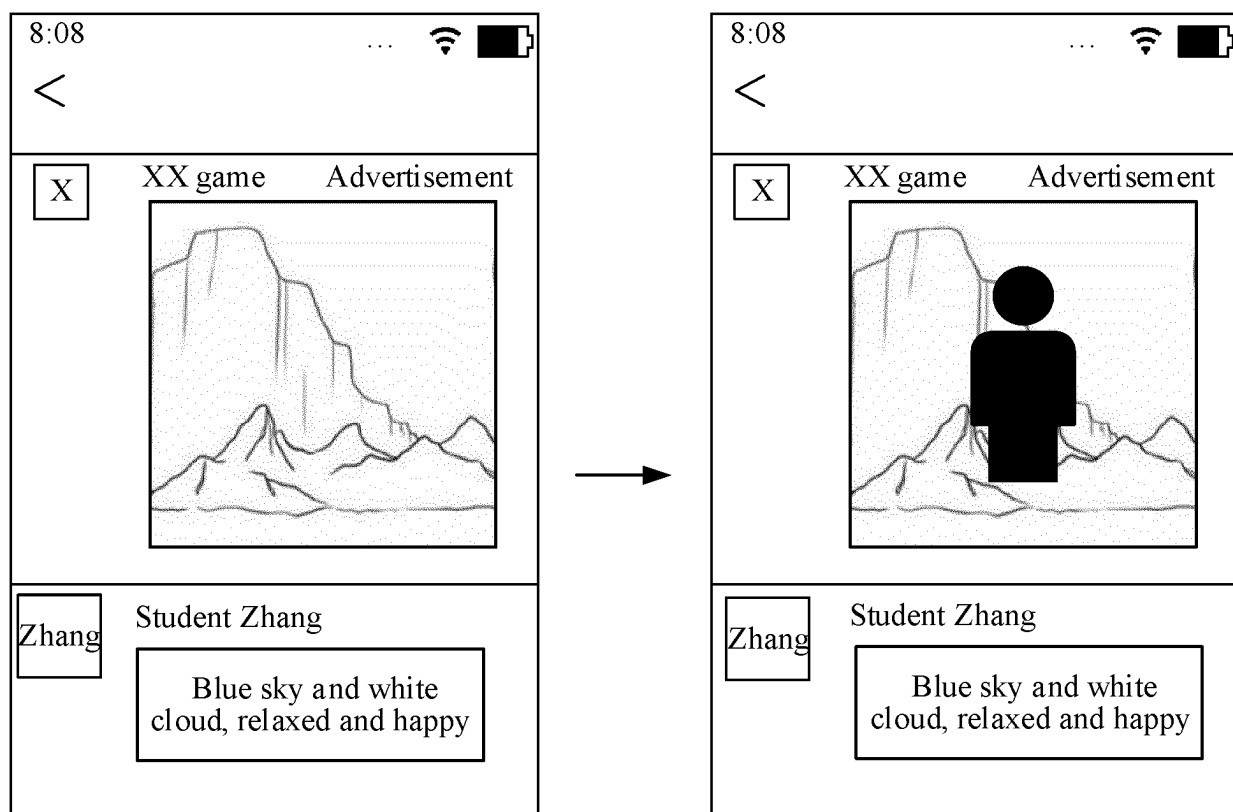 8:08 ...
<
X XX game Advertisement
Zhang Student Zhang
Blue sky and white
cloud, relaxed and happy
8:08 ...
<
X XX game Advertisement
Zhang Student Zhang
Blue sky and white
cloud, relaxed and happy